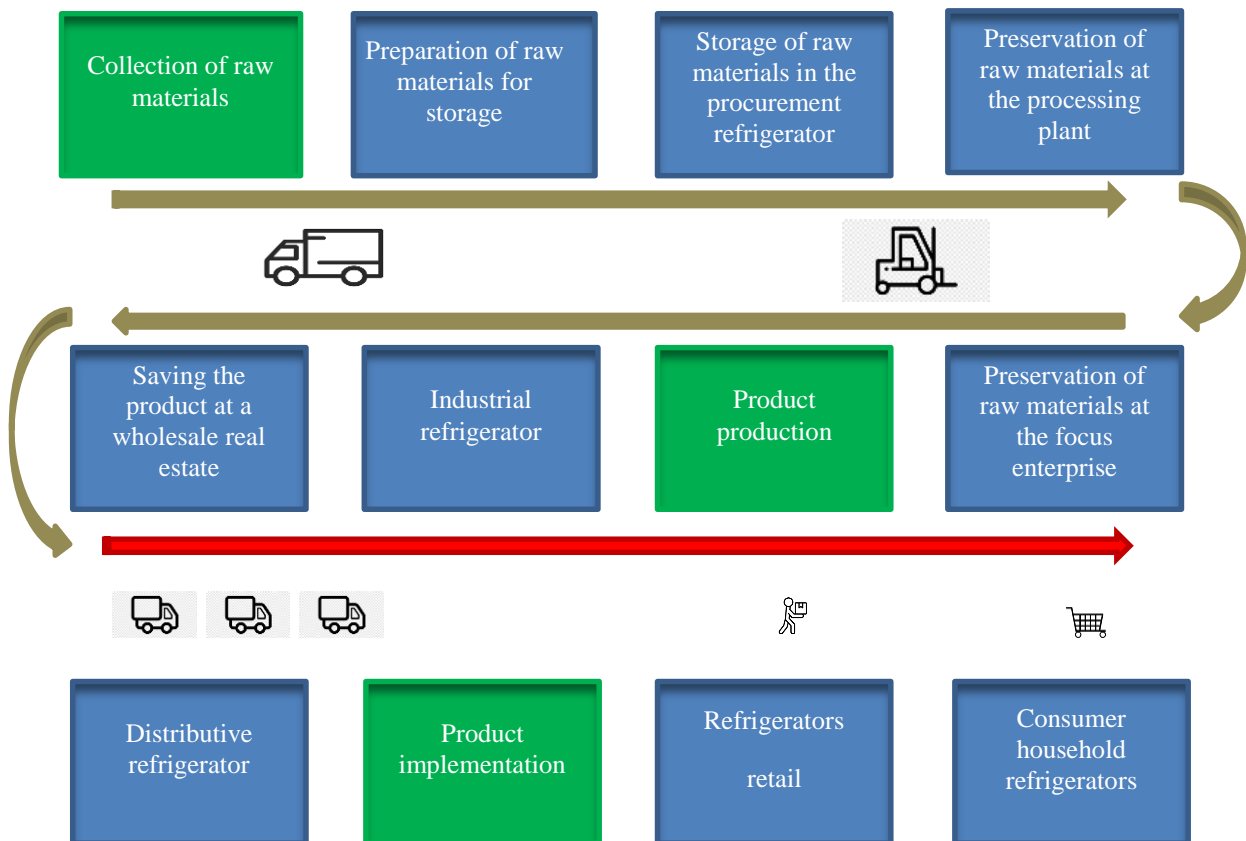 Collection of raw
materials
Preparation of raw
materials for
storage
Storage of raw
materials in the
procurement
refrigerator
Preservation of
raw materials at
the processing
plant
Saving the
product at a
wholesale real
estate
Industrial
refrigerator
Product
production
Preservation of
raw materials at
the focus
enterprise
Distributive
refrigerator
Product
implementation
Refrigerators
retail
Consumer
household
refrigerators